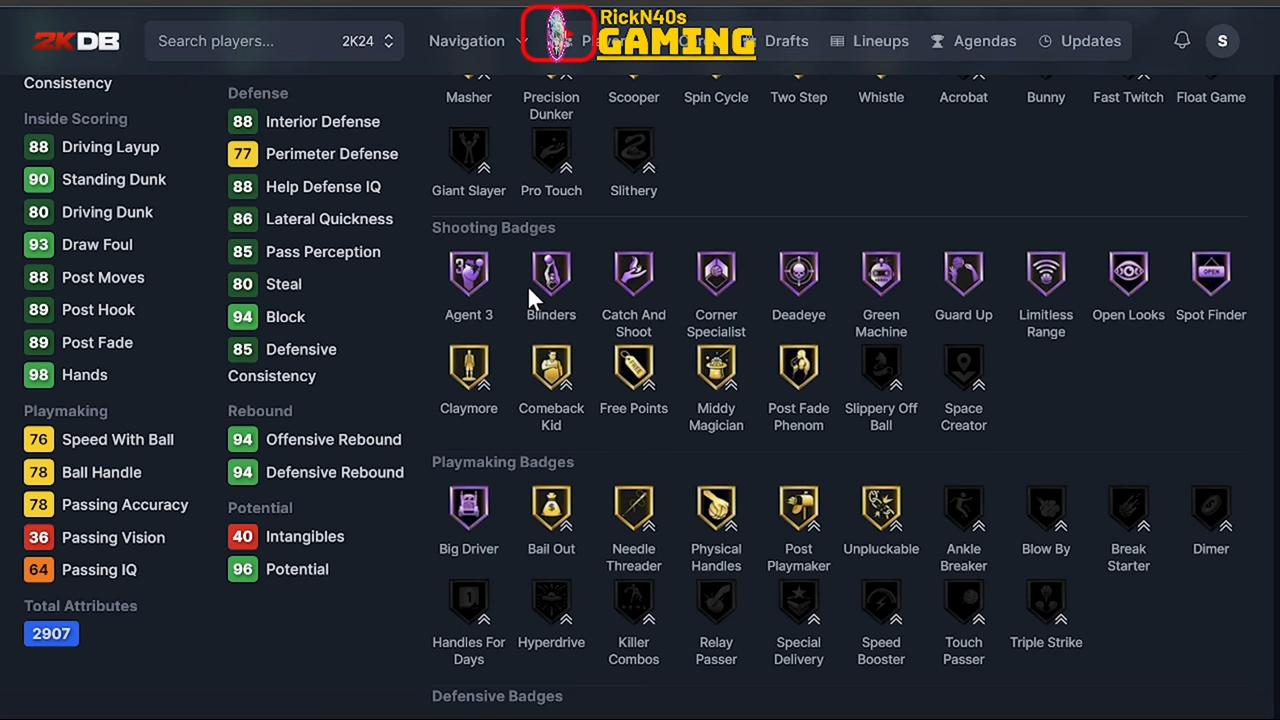 2KDB
Search players...
2K24
Navigation
RickN40s
GAMING
Drafts
Lineups
Agendas
Updates
S
Consistency
Inside Scoring
88 Driving Layup
90 Standing Dunk
80 Driving Dunk
93 Draw Foul
88 Post Moves
89 Post Hook
89 Post Fade
98 Hands
Playmaking
76 Speed With Ball
78 Ball Handle
78 Passing Accuracy
36 Passing Vision
64 Passing IQ
Total Attributes
2907
Defense
88 Interior Defense
77 Perimeter Defense
88 Help Defense IQ
86 Lateral Quickness
85 Pass Perception
80 Steal
94 Block
85 Defensive
Consistency
Rebound
94 Offensive Rebound
94 Defensive Rebound
Potential
40 Intangibles
96 Potential
Masher
Precision
Dunker
Scooper
Spin Cycle
Two Step
Whistle
Acrobat
Bunny
Fast Twitch
Float Game
Giant Slayer
Pro Touch
Slithery
Shooting Badges
Agent 3
Blinders
Catch And
Shoot
Corner
Specialist
Deadeye
Green
Machine
Guard Up
Limitless
Range
Open Looks
OPEN
Spot Finder
Claymore
Comeback
Kid
FREE
Free Points
Middy
Magician
Post Fade
Phenom
Slippery Off
Ball
Space
Creator
Playmaking Badges
Big Driver
Bail Out
Needle
Threader
Physical
Handles
Post
Playmaker
Unpluckable
Ankle
Breaker
Blow By
Break
Starter
Dimer
Handles For
Days
Hyperdrive
Killer
Combos
Relay
Passer
Special
Delivery
Speed
Booster
Touch
Passer
Triple Strike
Defensive Badges